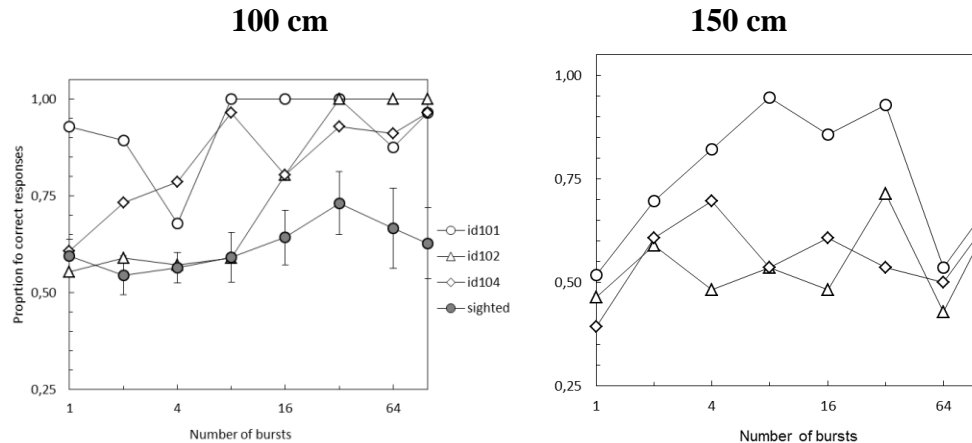 100 cm
150 cm
Proportion fo correct responses
1,00
0,75
0,50
0,25
1
4
16
64
Number of bursts
id101
id102
id104
sighted
1,00
0,75
0,50
0,25
1
4
16
64
Number of bursts